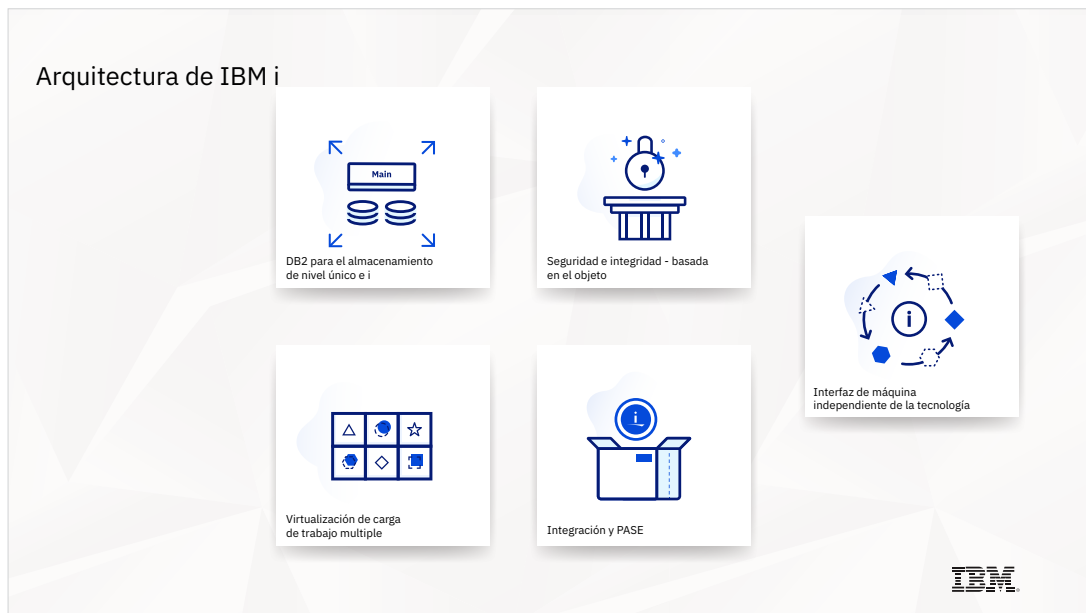 Arquitectura de IBM i
Main
DB2 para el almacenamiento
de nivel único e i
Seguridad e integridad - basada
en el objeto
i
Interfaz de máquina
independiente de la tecnología
Virtualización de carga
de trabajo multiple
i
Integración y PASE
IBM.